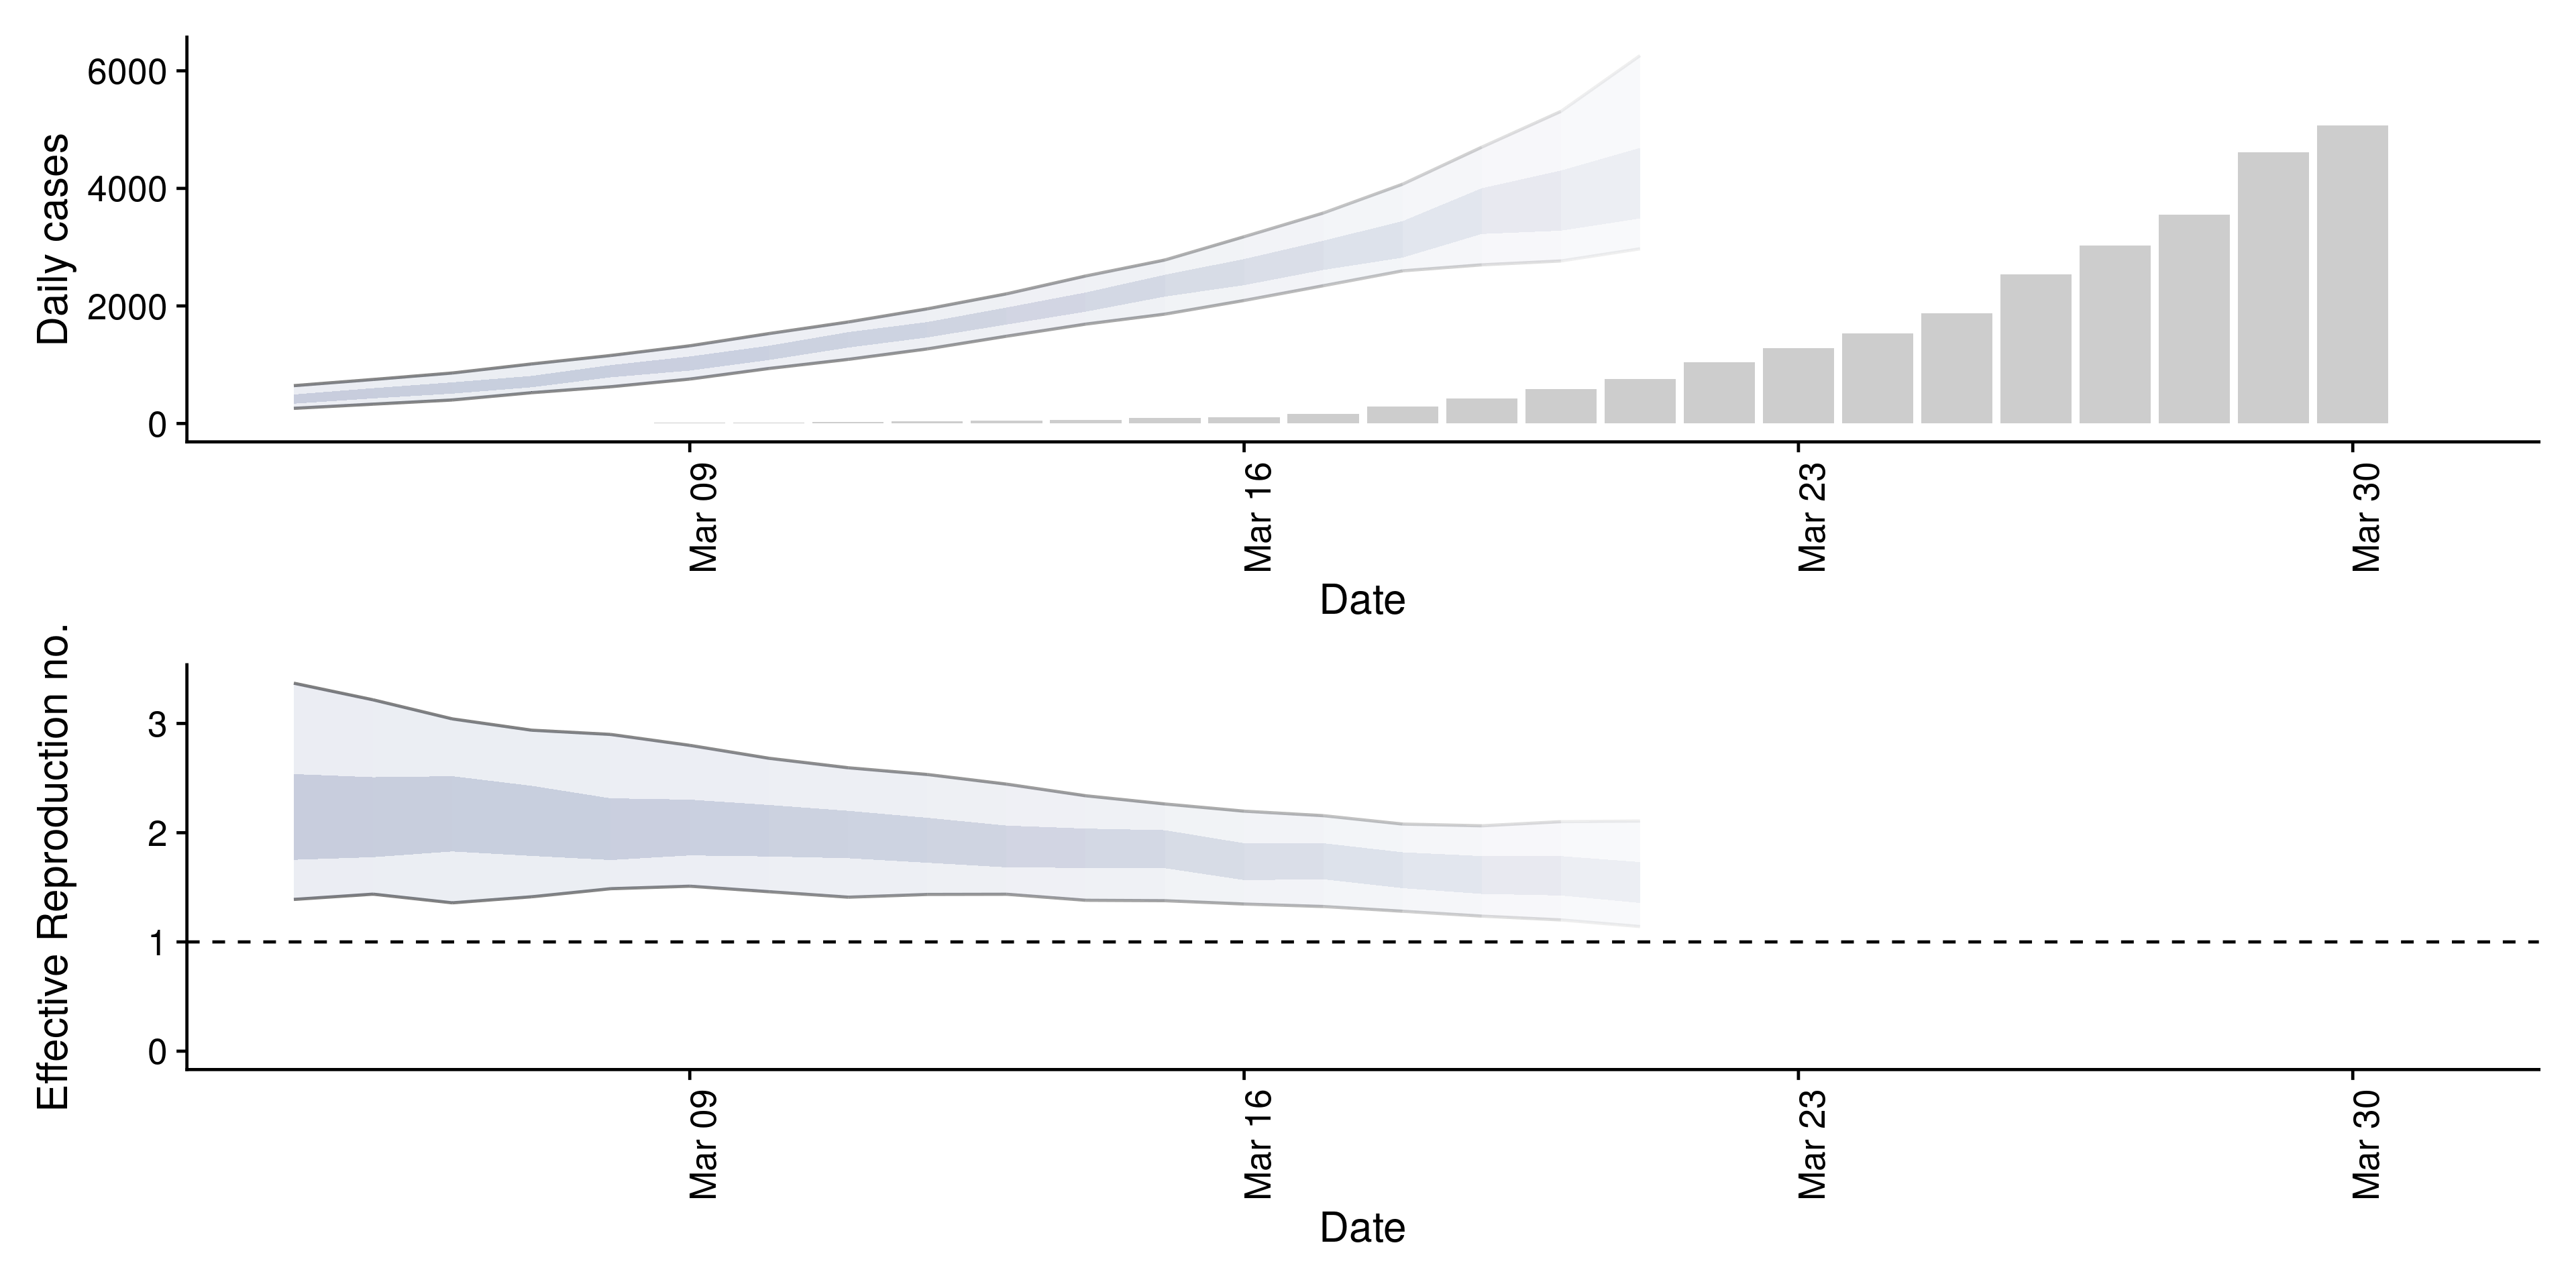 Daily cases
6000
4000
2000
0
Mar 09
Mar 16
Mar 23
Mar 30
Date
Effective Reproduction no.
3
2
1
0
Mar 09
Mar 16
Mar 23
Mar 30
Date